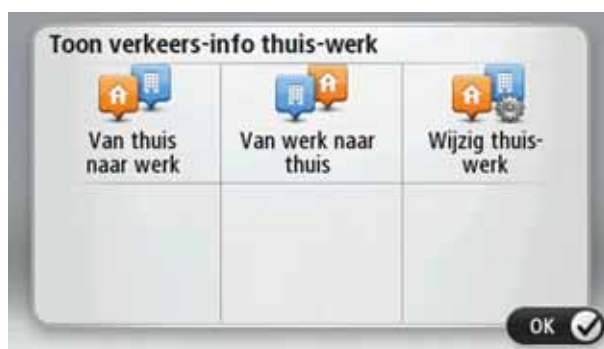 Toon verkeers-info thuis-werk
Van thuis
naar werk
Van werk naar
thuis
Wijzig thuis-
werk
OK